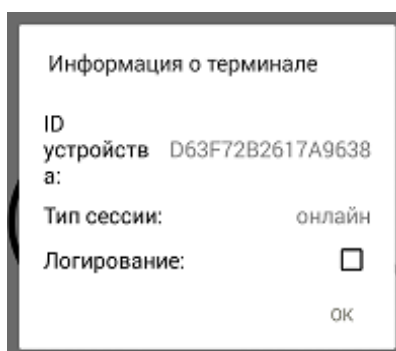 Информация о терминале
ID
устройств D63F72B2617A9638
а:
Тип сессии: онлайн
Логирование:
ОК